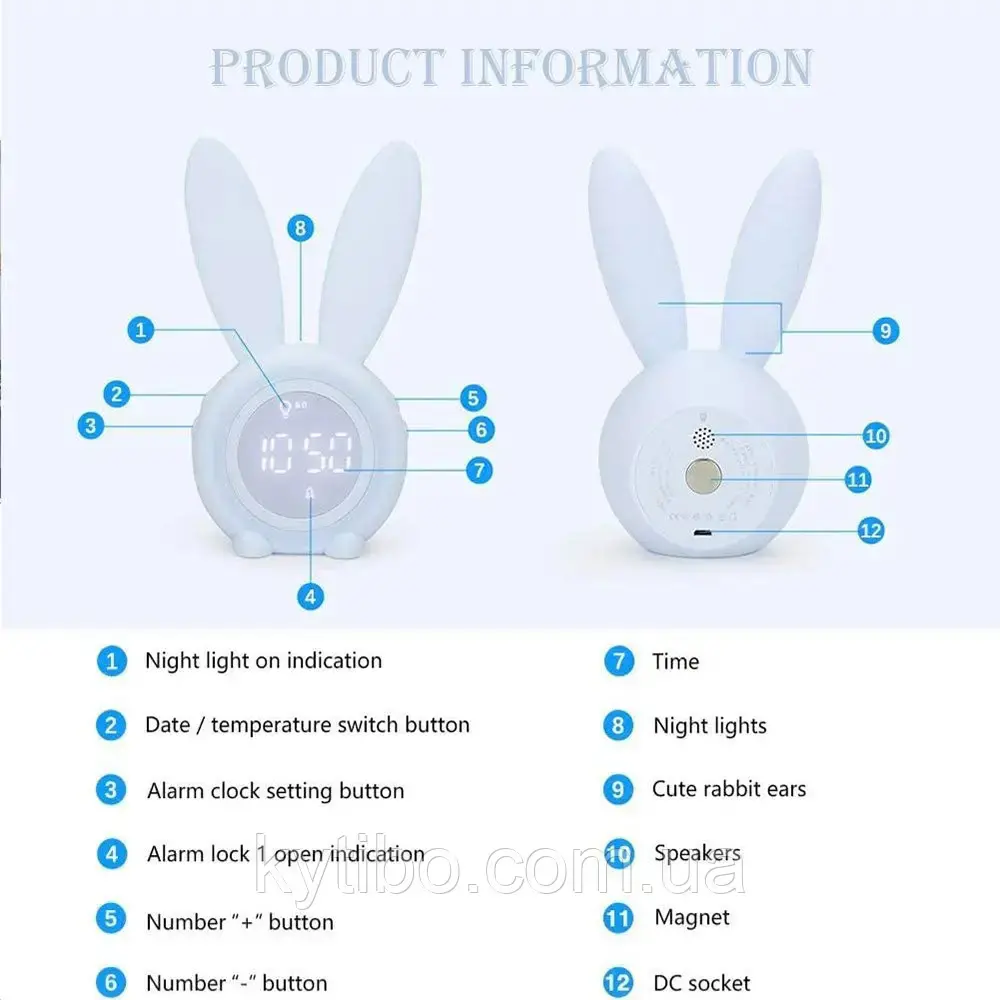 PRODUCT INFORMATION
8
1
2
3
5
6
7
4
9
10
11
12
60
10:50
1 Night light on indication
2 Date / temperature switch button
3 Alarm clock setting button
4 Alarm lock 1 open indication
5 Number “+” button
6 Number “-” button
7 Time
8 Night lights
9 Cute rabbit ears
10 Speakers
11 Magnet
12 DC socket
kytibo.com.ua